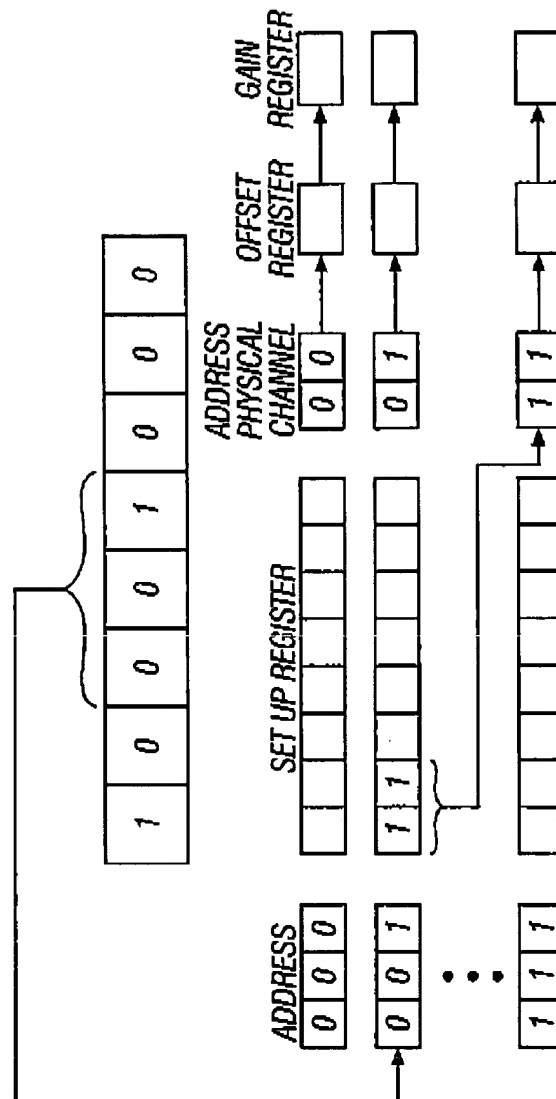 1 0 0 0 1 0 0 0
ADDRESS
SET UP REGISTER
ADDRESS
PHYSICAL
CHANNEL
OFFSET
REGISTER
GAIN
REGISTER
0 0 0 0 0
0 0 1 1 1 0 1
1 1 1 1 1